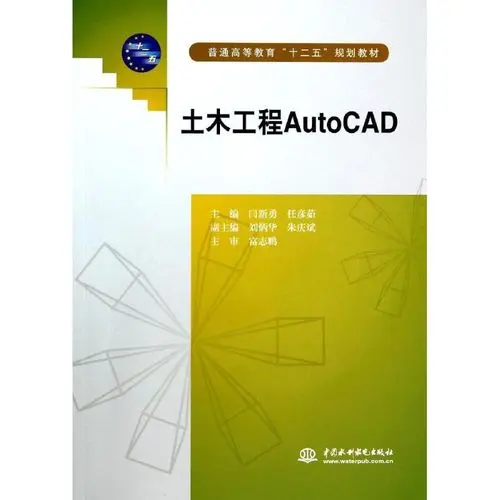 普通高等教育“十二五”规划教材
十二五
土木工程AutoCAD
主 编 闫新勇 任彦茹
副主编 刘炳华 朱庆斌
主 审 富志鹏
中国水利水电出版社
www.waterpub.com.cn